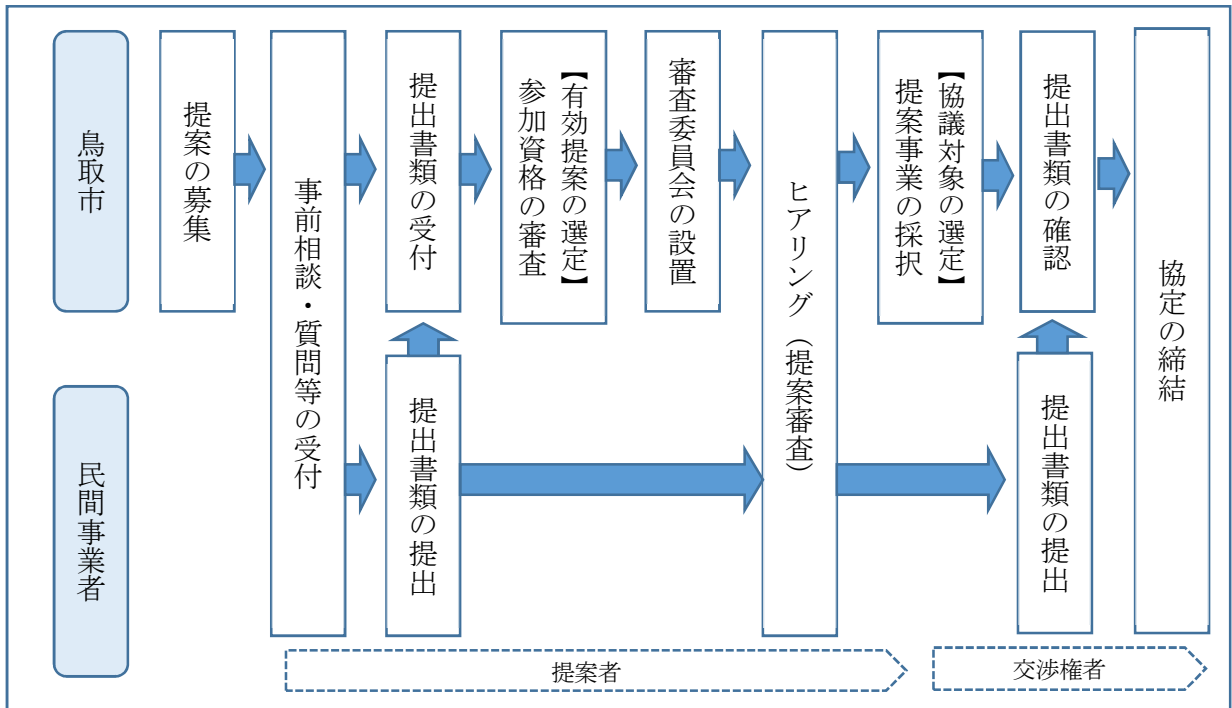 鳥取市
提案の募集
事前相談・質問等の受付
提出書類の受付
【有効提案の選定】
参加資格の審査
審査委員会の設置
ヒアリング（提案審査）
【協議対象の選定】
提案事業の採択
提出書類の確認
協定の締結
民間事業者
提出書類の提出
提出書類の提出
提案者
交渉権者